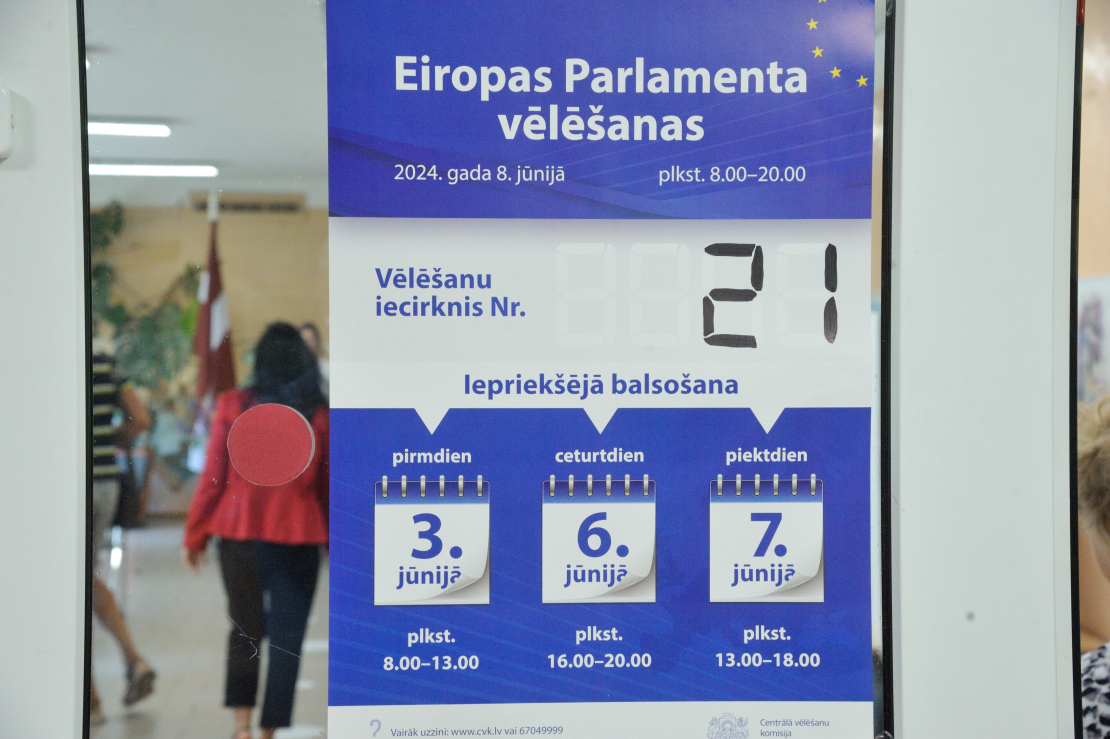 Eiropas Parlamenta
vēlēšanas
2024. gada 8. jūnijā plkst. 8.00–20.00
Vēlēšanu
iecirknis Nr.
21
Iepriekšējā balsošana
pirmdien ceturtdien piektdien
3. 6. 7.
jūnijā jūnijā jūnijā
plkst. plkst. plkst.
8.00–13.00 16.00–20.00 13.00–18.00
Vairāk uzzini: www.cvk.lv vai 67049999
Centrālā vēlēšanu
komisija